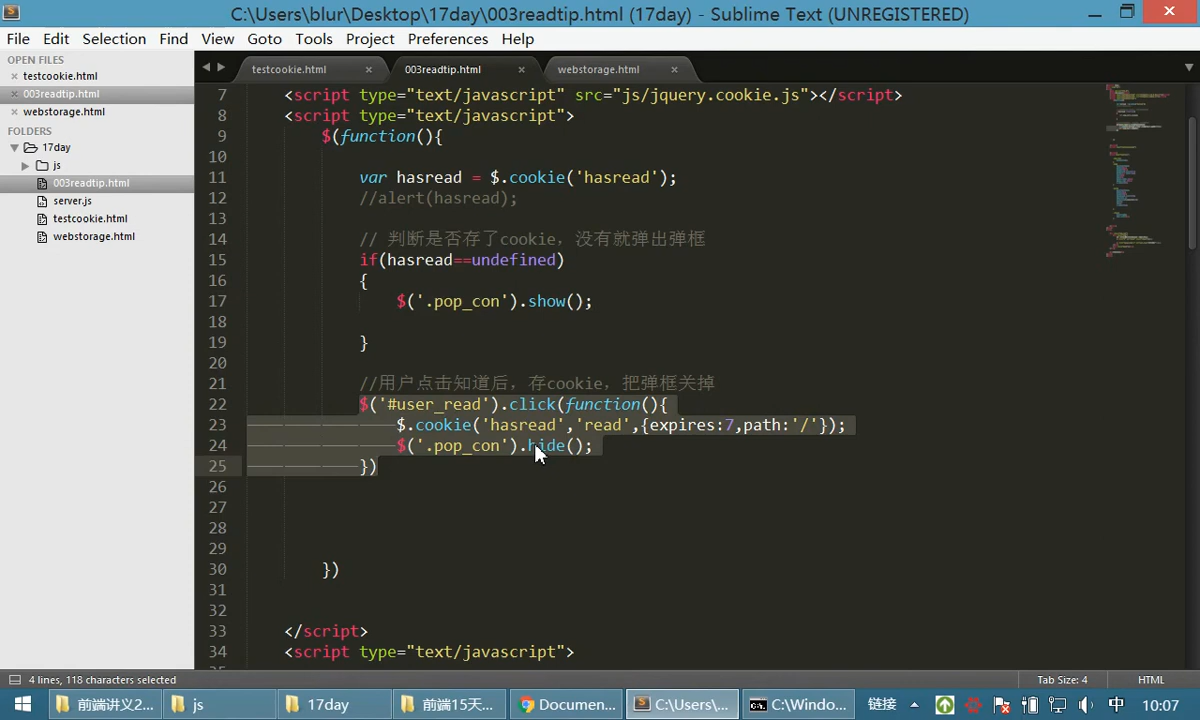 C:\Users\blur\Desktop\17day\003readtip.html (17day) - Sublime Text (UNREGISTERED)
File Edit Selection Find View Goto Tools Project Preferences Help
OPEN FILES
testcookie.html
003readtip.html
webstorage.html
FOLDERS
17day
js
003readtip.html
server.js
testcookie.html
webstorage.html
testcookie.html 003readtip.html webstorage.html
7 <script type="text/javascript" src="js/jquery.cookie.js"></script>
8 <script type="text/javascript">
9 $(function(){
10
11 var hasread = $.cookie('hasread');
12 //alert(hasread);
13
14 // 判断是否存了cookie，没有就弹出弹框
15 if(hasread==undefined)
16 {
17 $('.pop_con').show();
18
19 }
20
21 //用户点击知道后，存cookie，把弹框关掉
22 $('#user_read').click(function(){
23 $.cookie('hasread','read',{expires:7,path:'/'});
24 $('.pop_con').hide();
25 })
26
27
28
29
30 })
31
32
33 </script>
34 <script type="text/javascript">
4 lines, 118 characters selected Tab Size: 4 HTML
前端讲义2... js 17day 前端15天... Documen... C:\Users\... C:\Windo... 链接 中 10:07